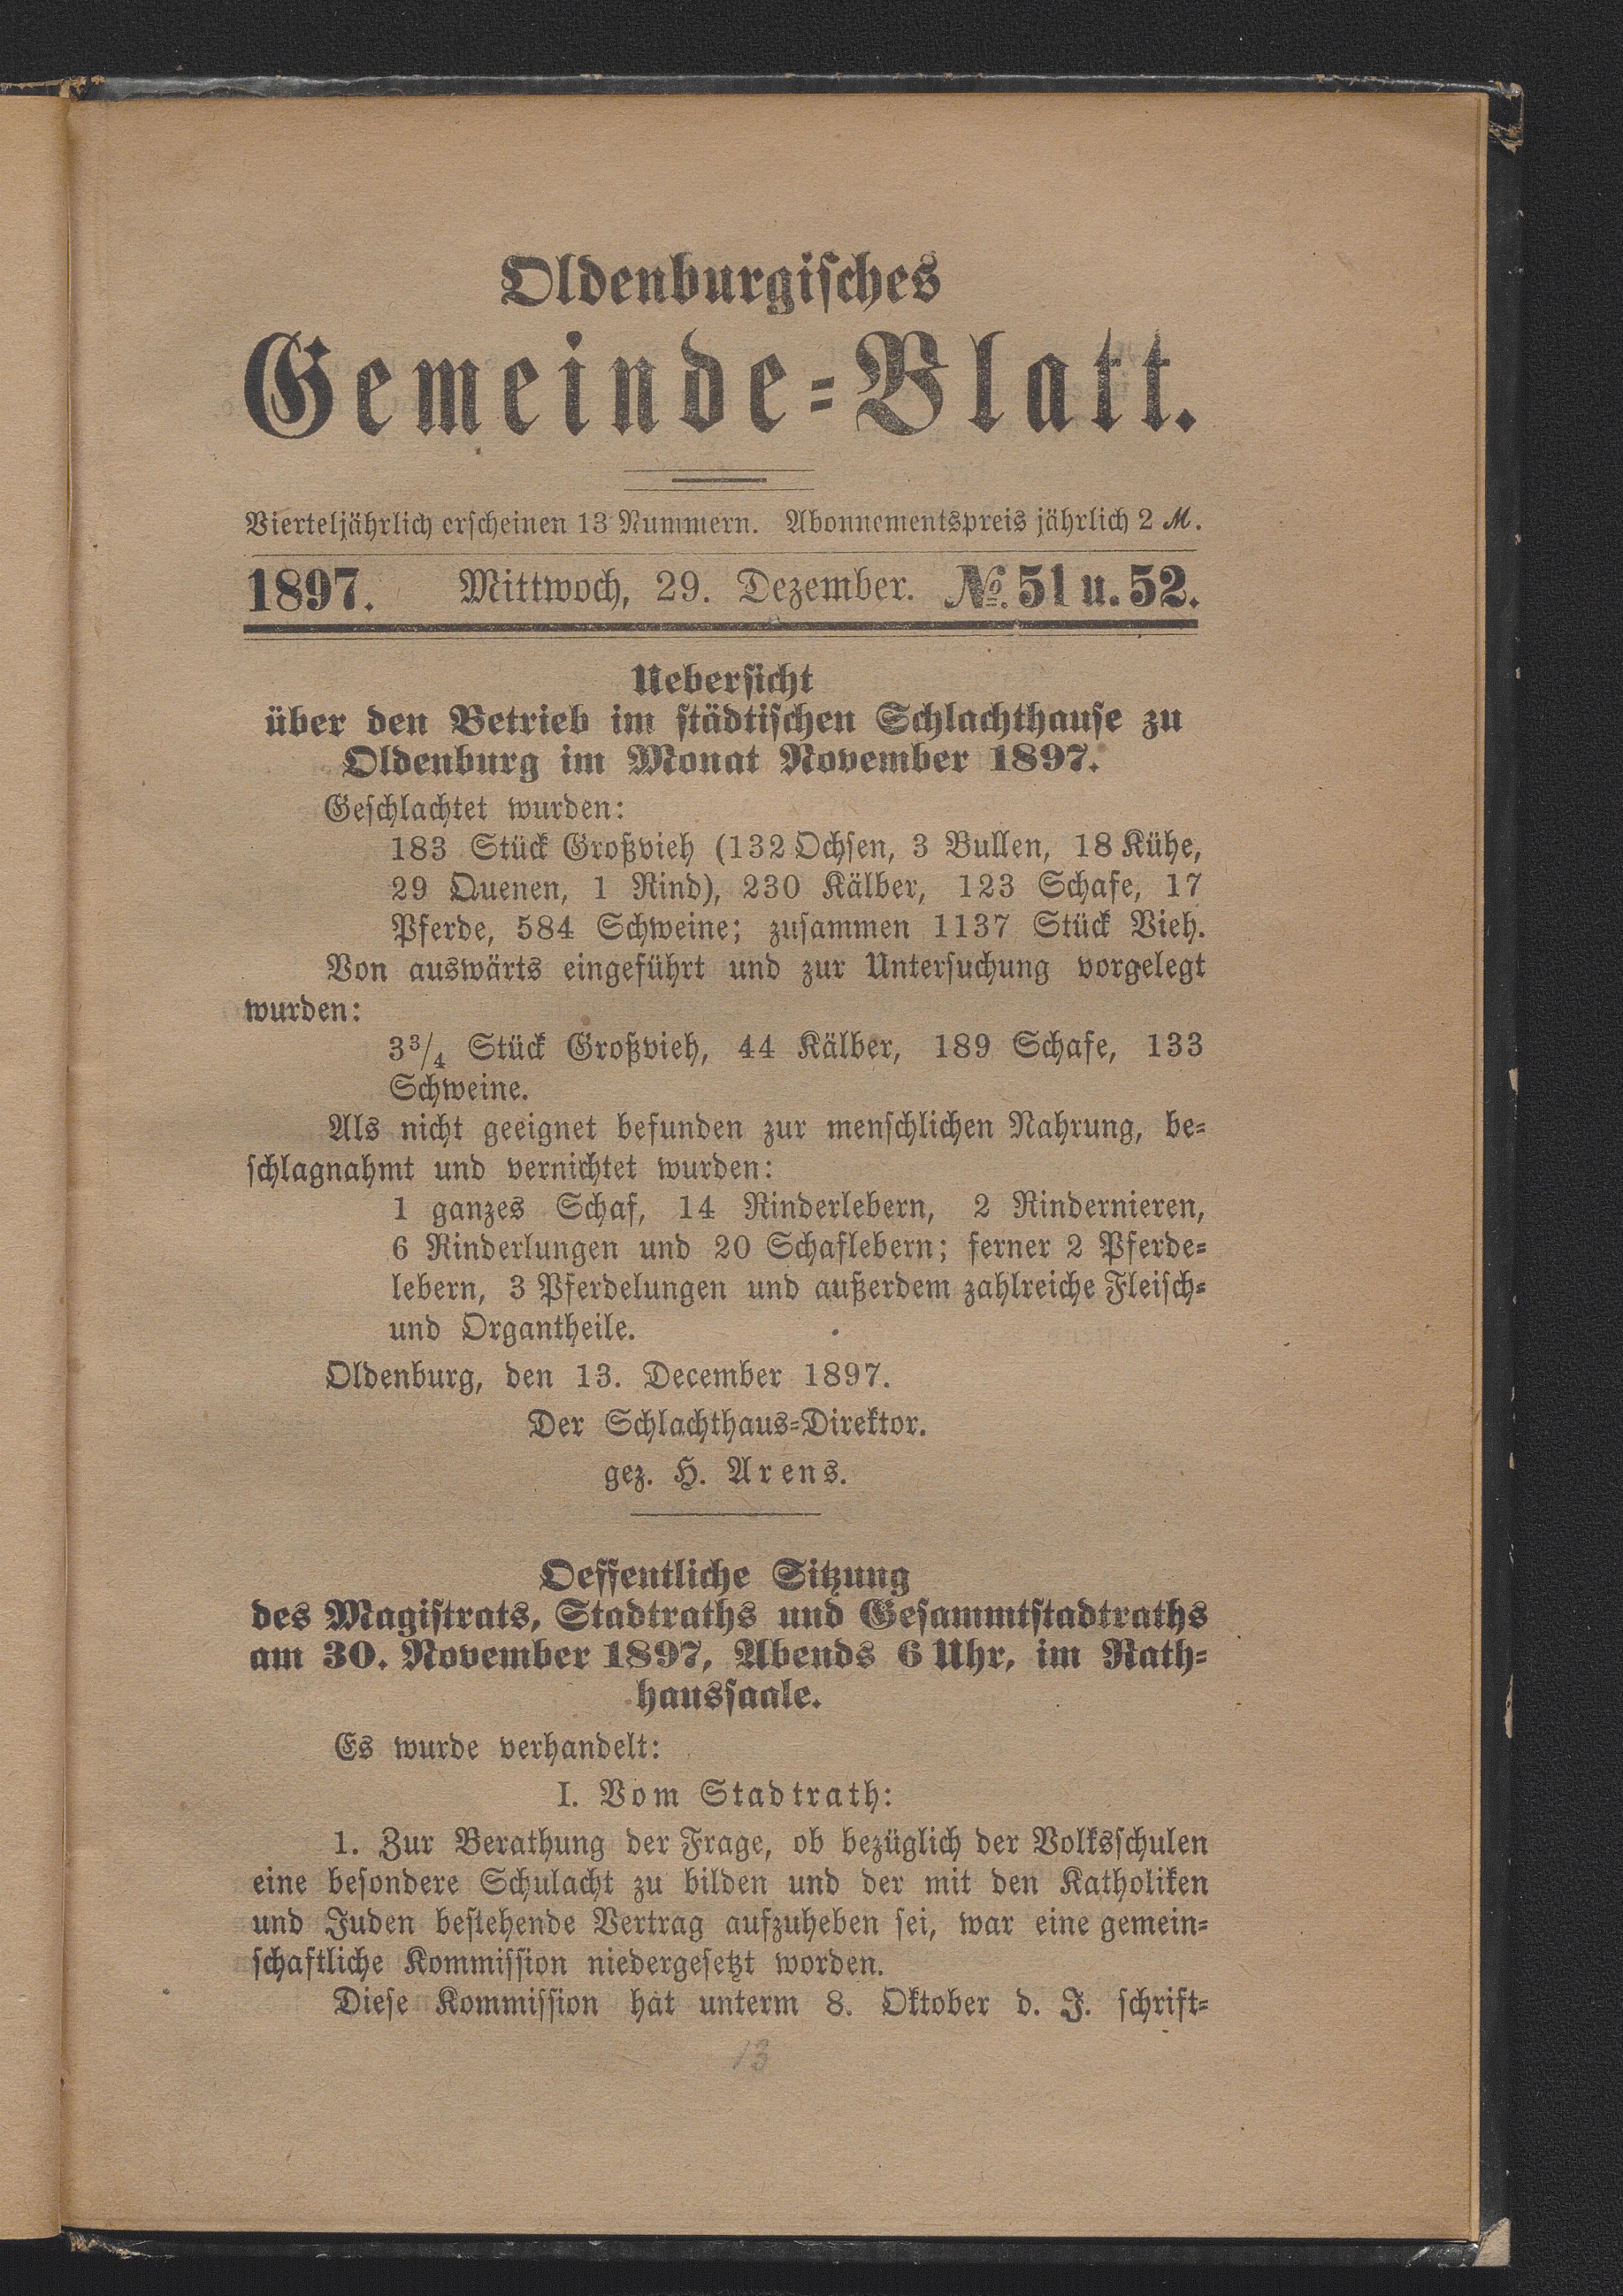 Oldenburgisches
Gemeinde-Blatt.
Vierteljährlich erscheinen 13 Nummern. Abonnementspreis jährlich 2 ℳ.
1897. Mittwoch, 29. Dezember. №. 51 u. 52.
Uebersicht
über den Betrieb im städtischen Schlachthause zu
Oldenburg im Monat November 1897.
Geschlachtet wurden:
183 Stück Großvieh (132 Ochsen, 3 Bullen, 18 Kühe,
29 Quenen, 1 Rind), 230 Kälber, 123 Schafe, 17
Pferde, 584 Schweine; zusammen 1137 Stück Vieh.
Von auswärts eingeführt und zur Untersuchung vorgelegt
wurden:
3 3/4 Stück Großvieh, 44 Kälber, 189 Schafe, 133
Schweine.
Als nicht geeignet befunden zur menschlichen Nahrung, be-
schlagnahmt und vernichtet wurden:
1 ganzes Schaf, 14 Rinderlebern, 2 Rindernieren,
6 Rinderlungen und 20 Schaflebern; ferner 2 Pferde-
lebern, 3 Pferdelungen und außerdem zahlreiche Fleisch-
und Organtheile.
Oldenburg, den 13. December 1897.
Der Schlachthaus-Direktor.
gez. H. Arens.
Oeffentliche Sitzung
des Magistrats, Stadtraths und Gesammtstadtraths
am 30. November 1897, Abends 6 Uhr, im Rath-
haussaale.
Es wurde verhandelt:
I. Vom Stadtrath:
1. Zur Berathung der Frage, ob bezüglich der Volksschulen
eine besondere Schulacht zu bilden und der mit den Katholiken
und Juden bestehende Vertrag aufzuheben sei, war eine gemein-
schaftliche Kommission niedergesetzt worden.
Diese Kommission hat unterm 8. Oktober d. J. schrift-
13